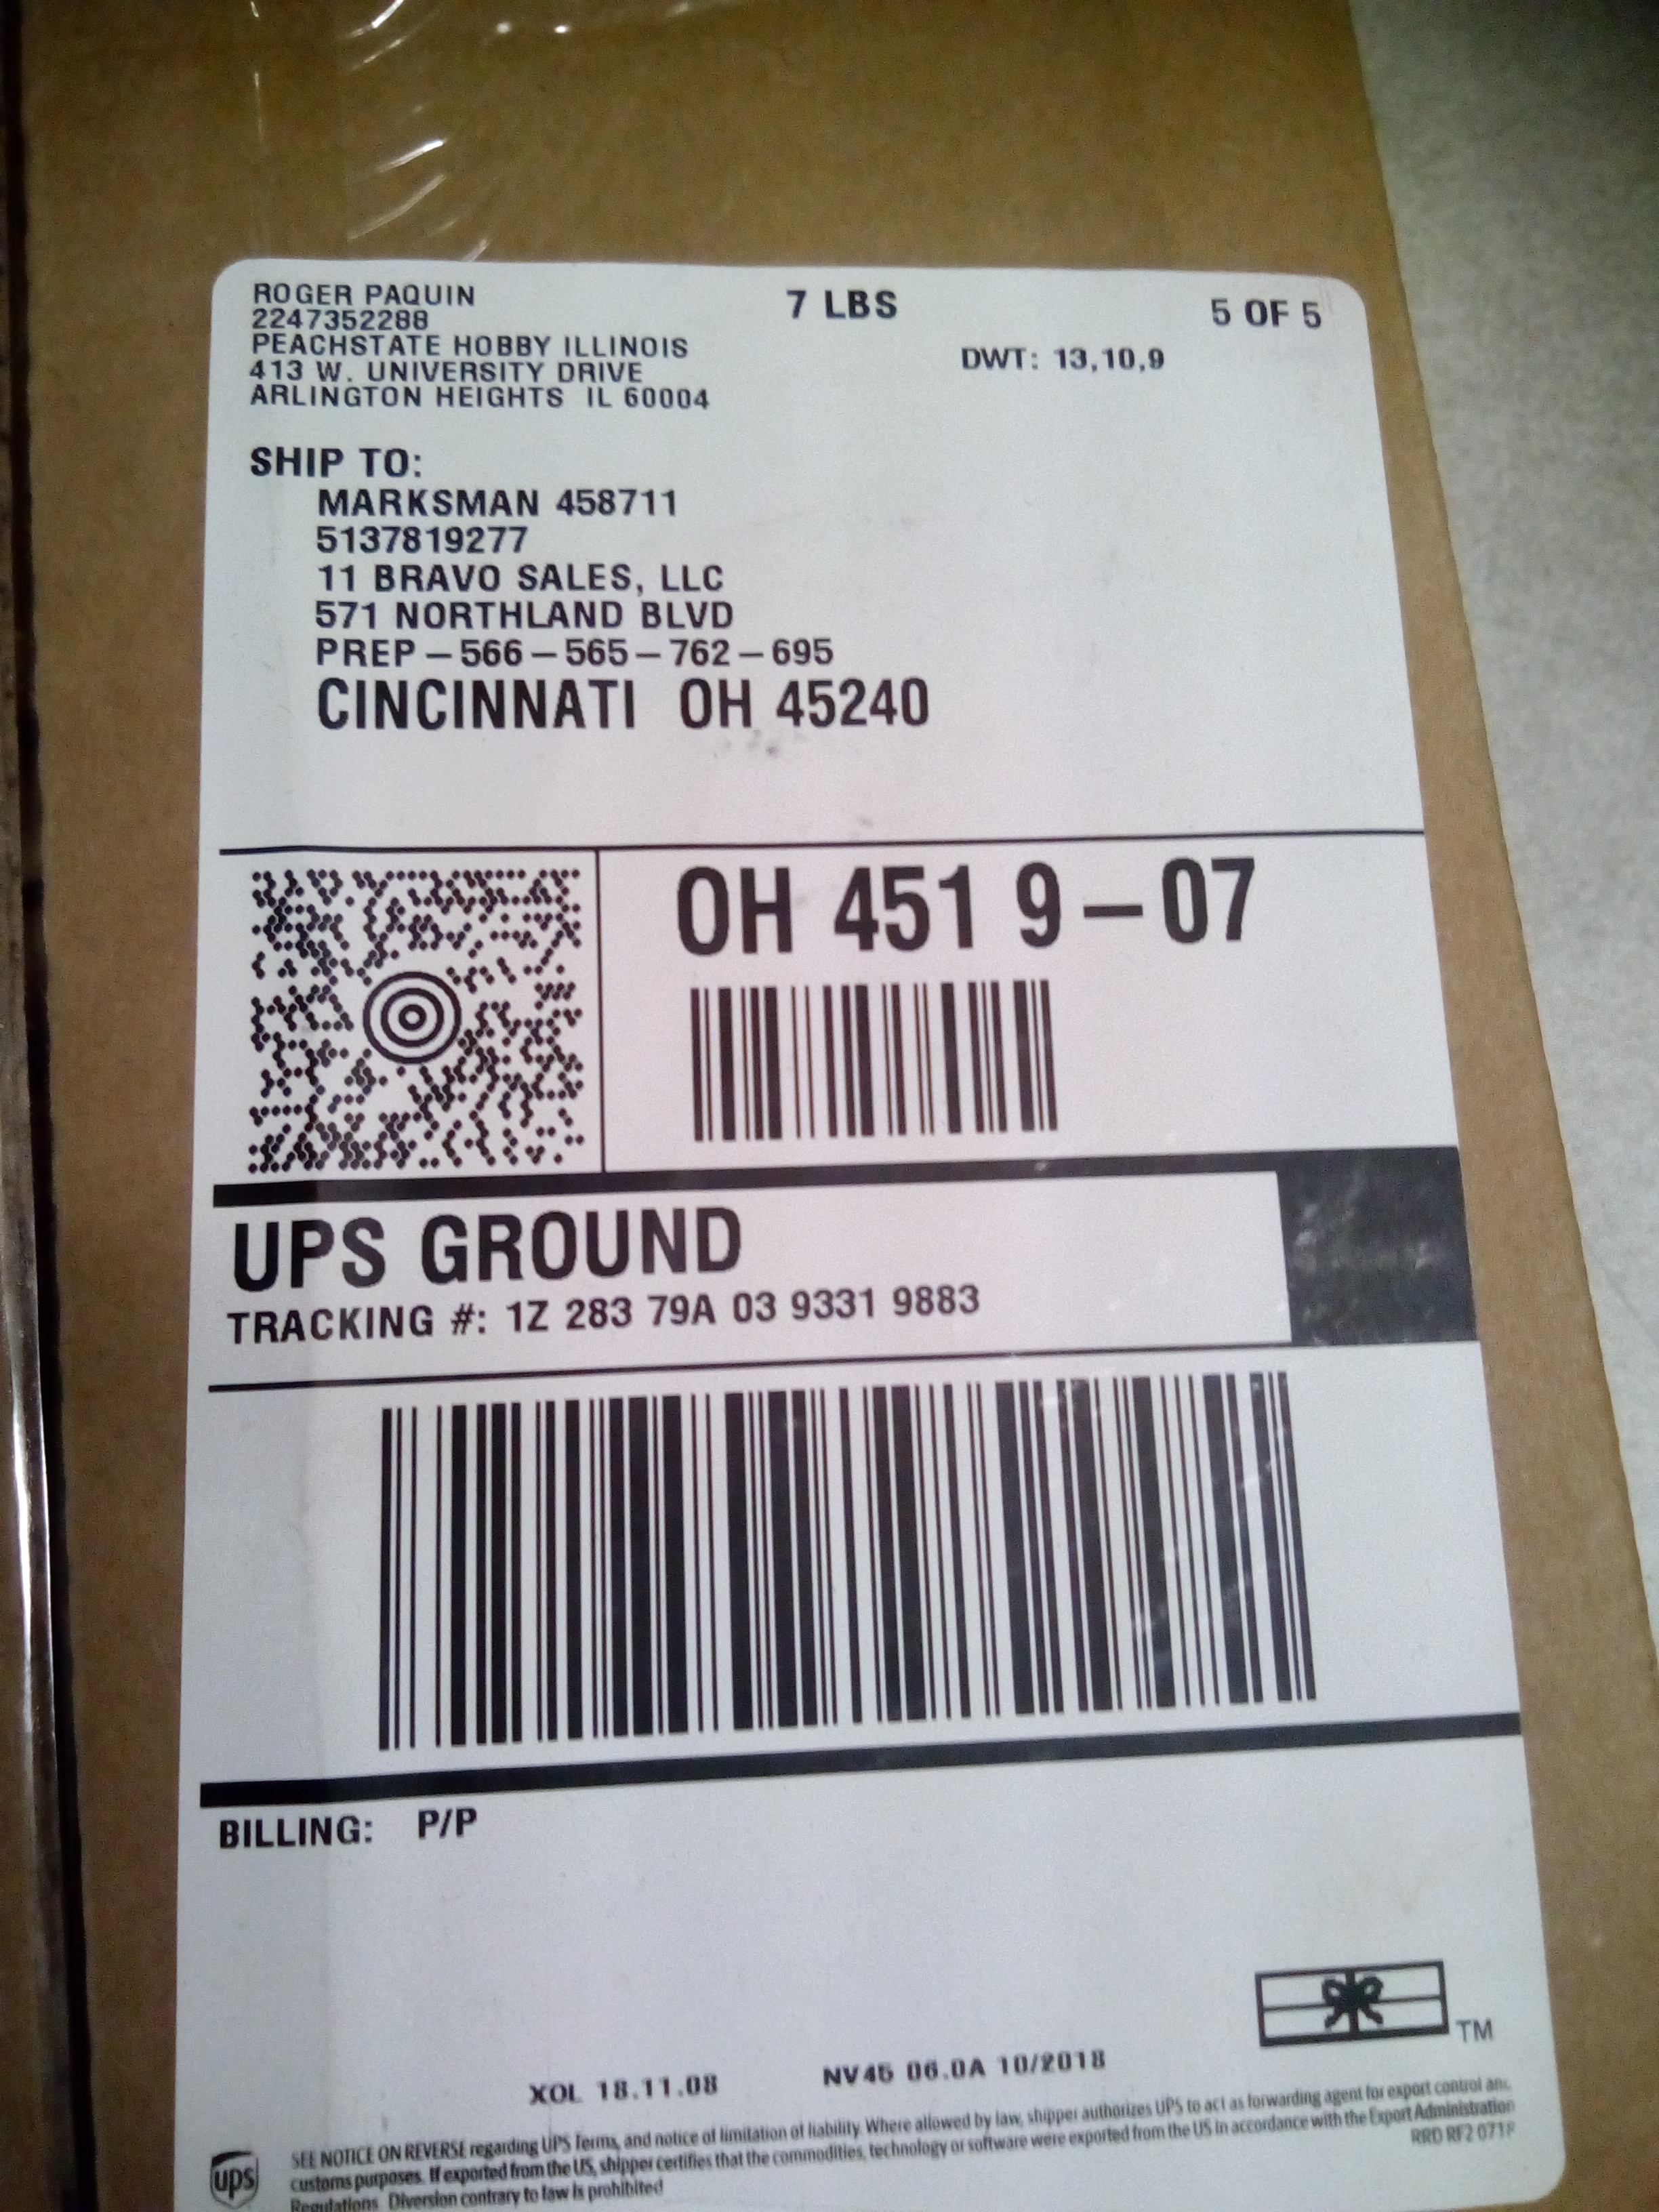 ROGER PAQUIN
2247352288
PEACHSTATE HOBBY ILLINOIS
413 W. UNIVERSITY DRIVE
ARLINGTON HEIGHTS IL 60004
7 LBS
5 OF 5
DWT: 13,10,9
SHIP TO:
MARKSMAN 458711
5137819277
11 BRAVO SALES, LLC
571 NORTHLAND BLVD
PREP – 566 – 565 – 762 – 695
CINCINNATI OH 45240
OH 451 9 – 07
UPS GROUND
TRACKING #: 1Z 283 79A 03 9331 9883
BILLING: P/P
TM
XOL 18.11.08
NV45 06.0A 10/2018
ups
SEE NOTICE ON REVERSE regarding UPS Terms, and notice of limitation of liability. Where allowed by law, shipper authorizes UPS to act as forwarding agent for export control and
customs purposes. If exported from the US, shipper certifies that the commodities, technology or software were exported from the US in accordance with the Export Administration
Regulations. Diversion contrary to law is prohibited
RRD RF2 0718